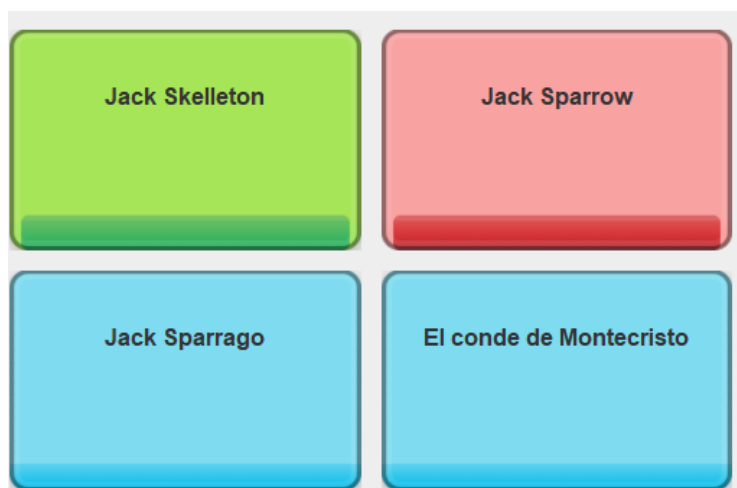 Jack Skelleton
Jack Sparrow
Jack Sparrago
El conde de Montecristo